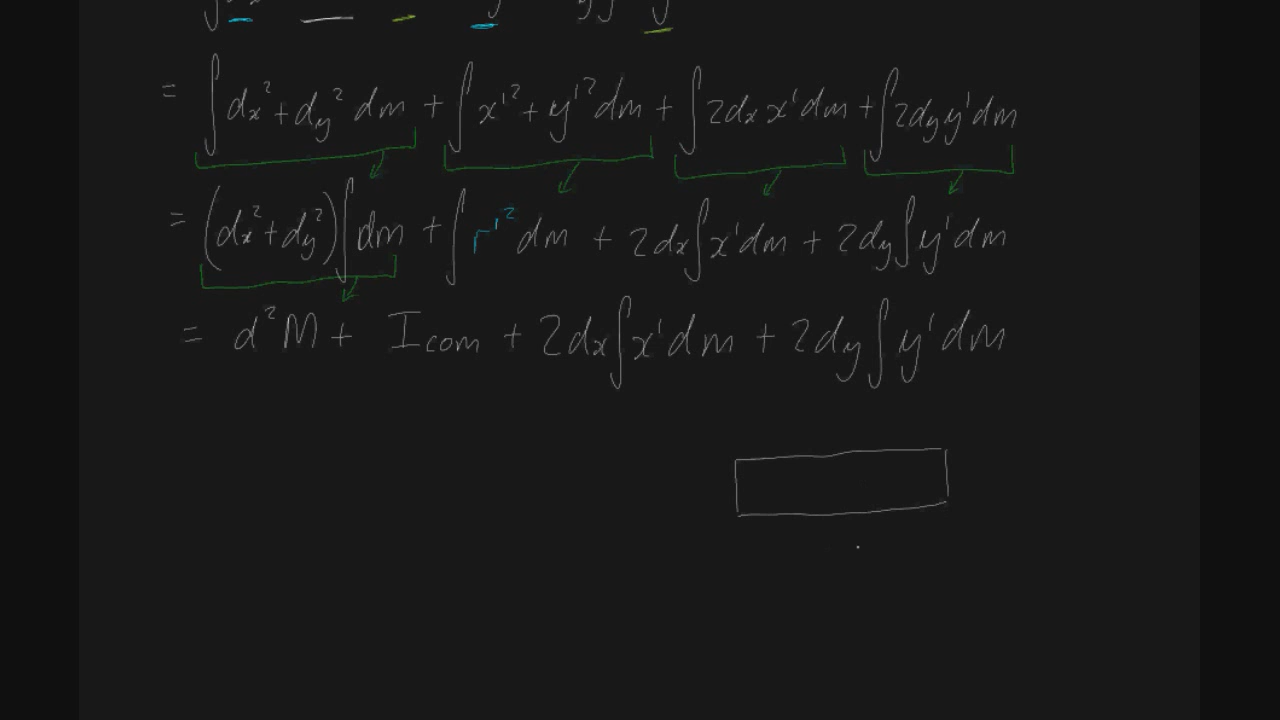 = ∫ dx² + dy² dm + ∫ x'² + y'² dm + ∫ 2dx x' dm + ∫ 2dy y' dm
= (dx² + dy²) ∫ dm + ∫ r'² dm + 2dx ∫ x' dm + 2dy ∫ y' dm
= d²M + Icom + 2dx ∫ x' dm + 2dy ∫ y' dm